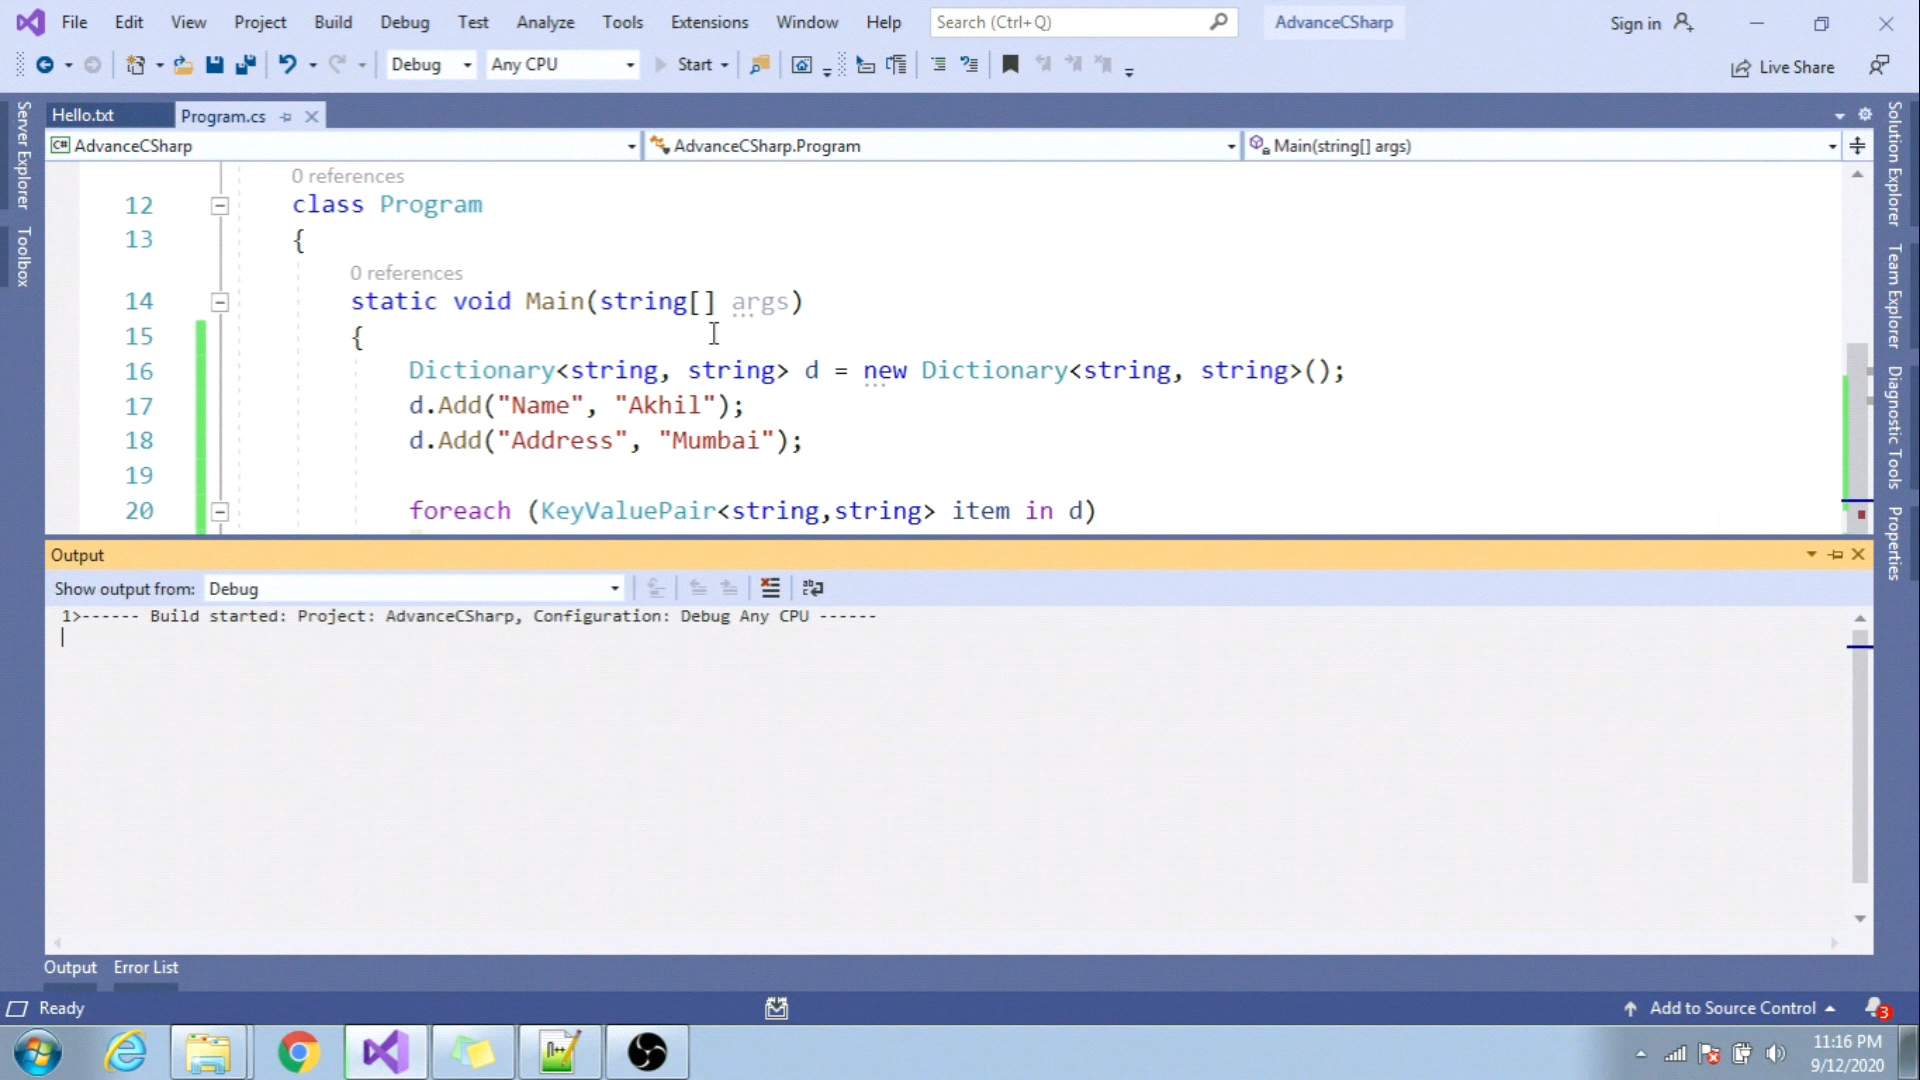 File Edit View Project Build Debug Test Analyze Tools Extensions Window Help Search (Ctrl+Q) AdvanceCSharp Sign in
Debug Any CPU Start Live Share
Hello.txt Program.cs
C# AdvanceCSharp AdvanceCSharp.Program Main(string[] args)
Server Explorer
Toolbox
Solution Explorer
Team Explorer
Diagnostic Tools
Properties
0 references
12 class Program
13 {
0 references
14 static void Main(string[] args)
15 {
16 Dictionary<string, string> d = new Dictionary<string, string>();
17 d.Add("Name", "Akhil");
18 d.Add("Address", "Mumbai");
19
20 foreach (KeyValuePair<string,string> item in d)
Output
Show output from: Debug
1>------ Build started: Project: AdvanceCSharp, Configuration: Debug Any CPU ------
Output Error List
Ready Add to Source Control 3
11:16 PM
9/12/2020